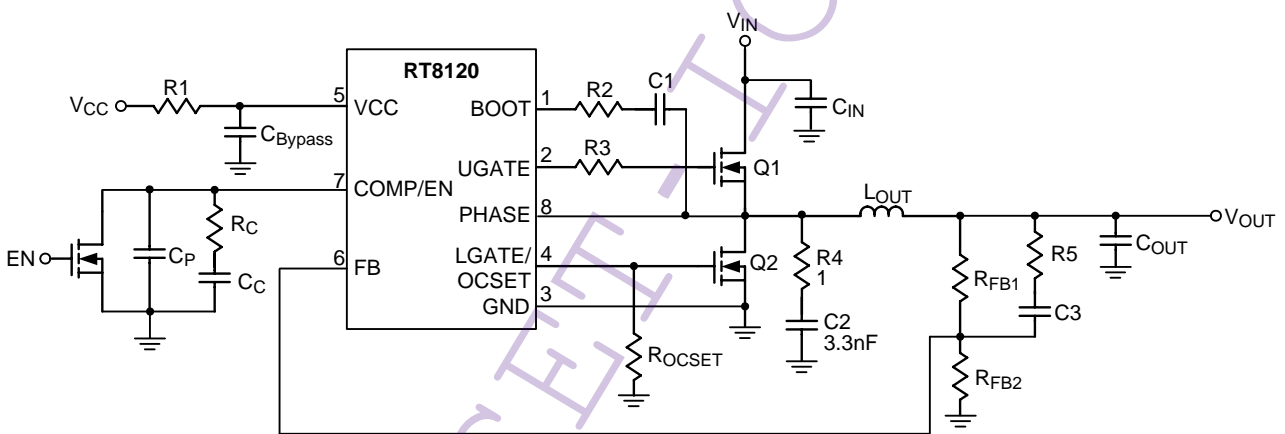 VIN
RT8120
R1
VCC
5
VCC
CBypass
BOOT
1
R2
C1
CIN
UGATE
2
R3
Q1
7
COMP/EN
PHASE
8
LOUT
VOUT
RC
EN
CP
CC
6
FB
LGATE/
OCSET
4
Q2
GND
3
R4
1
C2
3.3nF
ROCSET
RFB1
R5
C3
COUT
RFB2